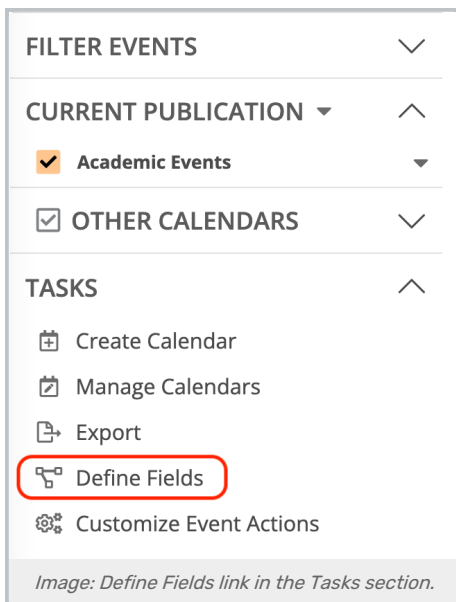 FILTER EVENTS
CURRENT PUBLICATION
Academic Events
OTHER CALENDARS
TASKS
Create Calendar
Manage Calendars
Export
Define Fields
Customize Event Actions
Image: Define Fields link in the Tasks section.